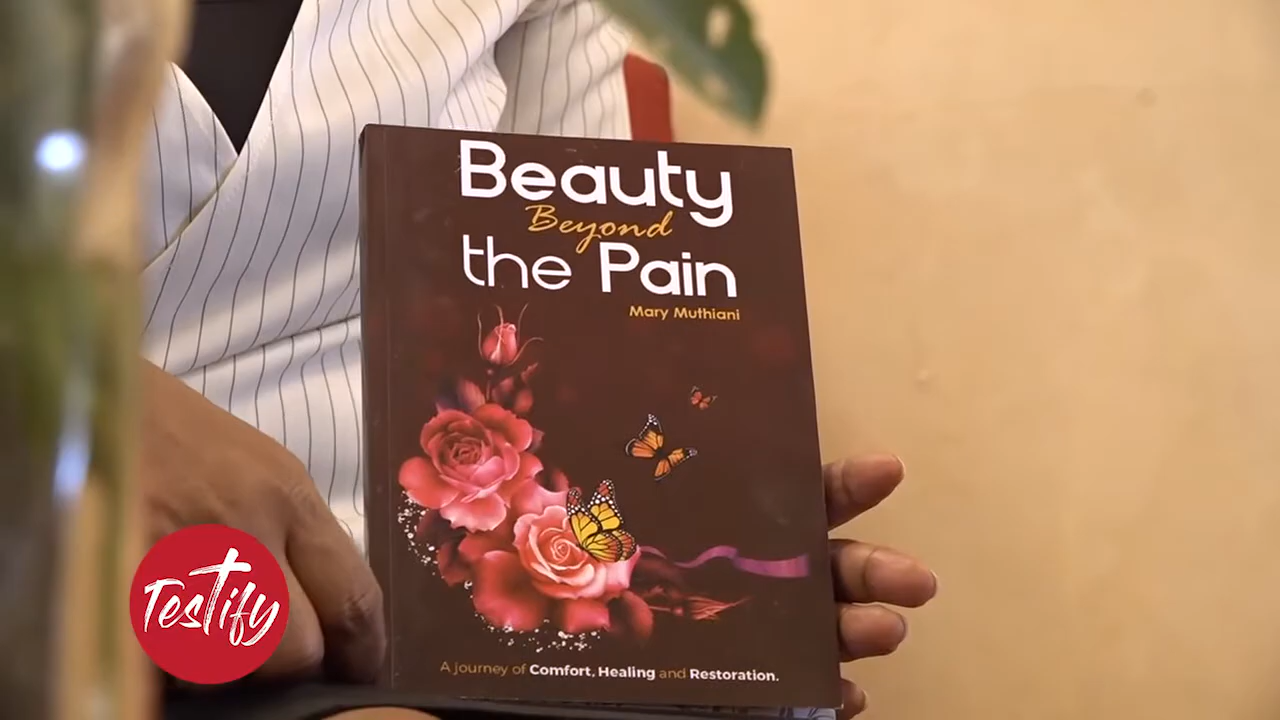 Beauty
Beyond
the Pain
Mary Muthiani
A journey of Comfort, Healing and Restoration.
Testify